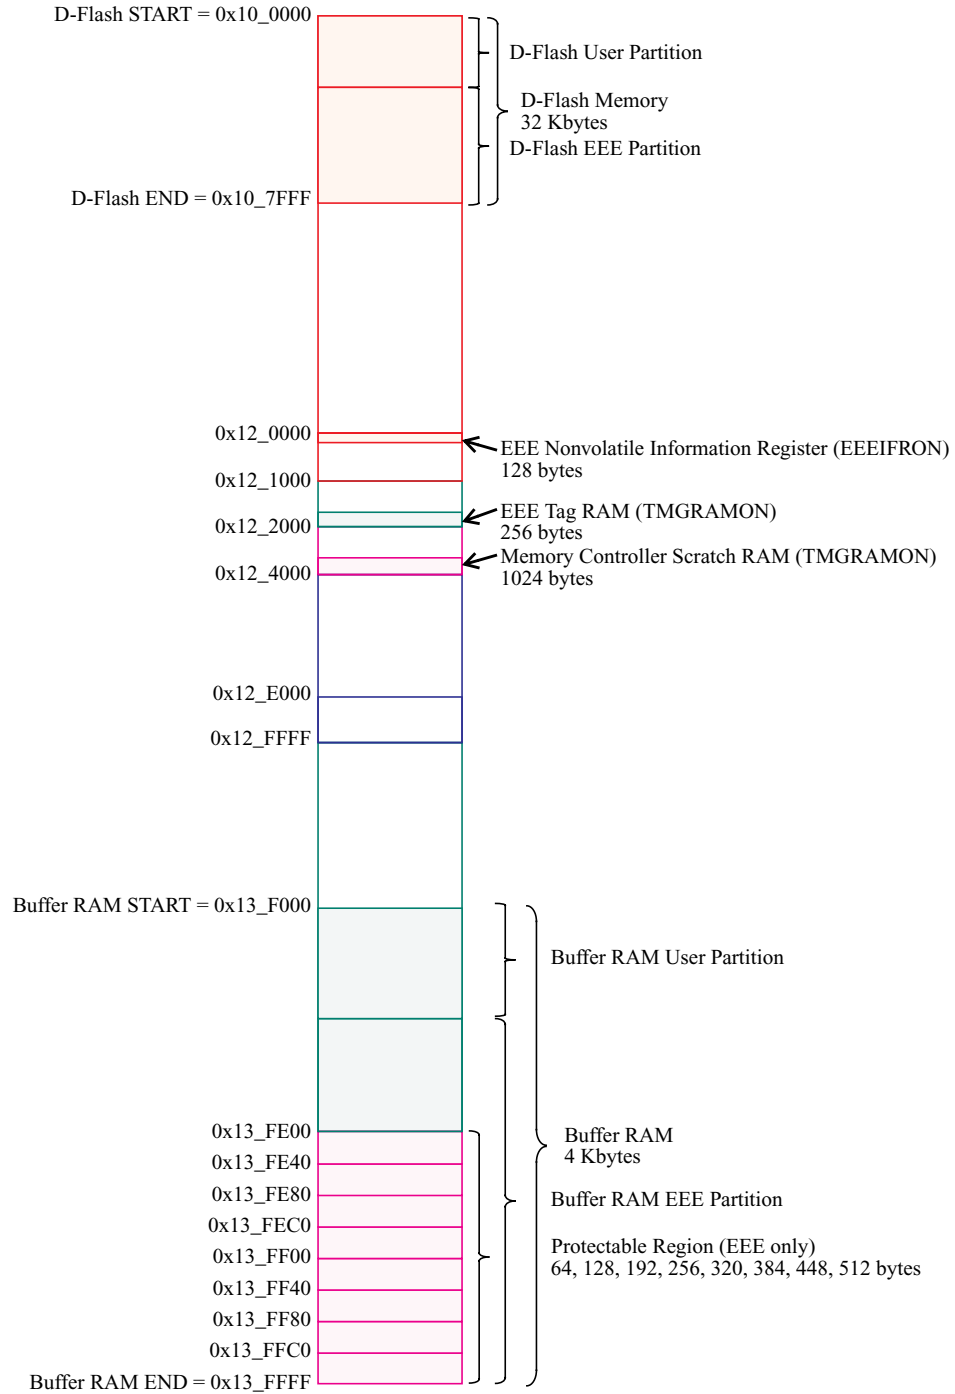 D-Flash START = 0x10_0000
D-Flash User Partition
D-Flash Memory
32 Kbytes
D-Flash EEE Partition
D-Flash END = 0x10_7FFF
0x12_0000
EEE Nonvolatile Information Register (EEEIFRON)
128 bytes
0x12_1000
EEE Tag RAM (TMGRAMON)
256 bytes
0x12_2000
Memory Controller Scratch RAM (TMGRAMON)
1024 bytes
0x12_4000
0x12_E000
0x12_FFFF
Buffer RAM START = 0x13_F000
Buffer RAM User Partition
0x13_FE00
Buffer RAM
4 Kbytes
0x13_FE40
0x13_FE80
Buffer RAM EEE Partition
0x13_FEC0
0x13_FF00
Protectable Region (EEE only)
64, 128, 192, 256, 320, 384, 448, 512 bytes
0x13_FF40
0x13_FF80
0x13_FFC0
Buffer RAM END = 0x13_FFFF